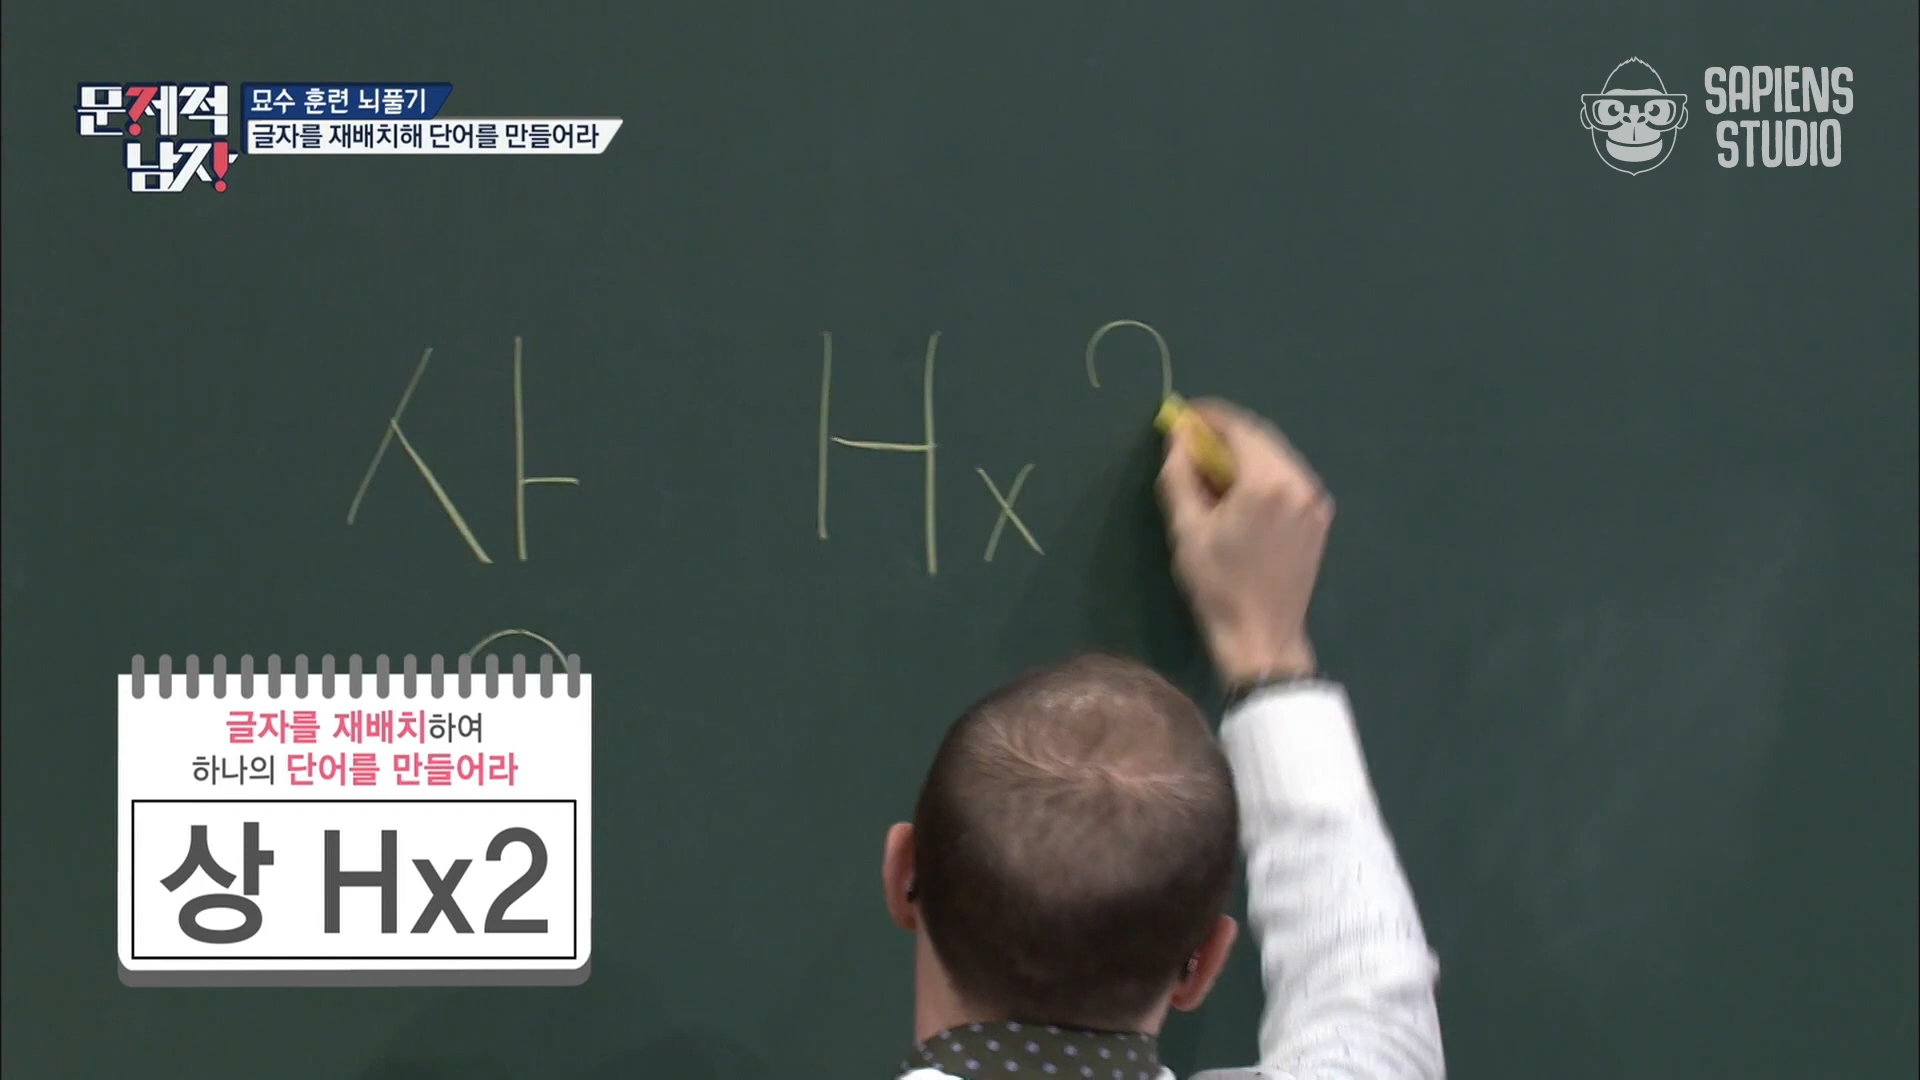 문제적
남자!
묘수 훈련 뇌풀기
글자를 재배치해 단어를 만들어라
SAPIENS
STUDIO
사 Hx
글자를 재배치하여
하나의 단어를 만들어라
상 Hx2